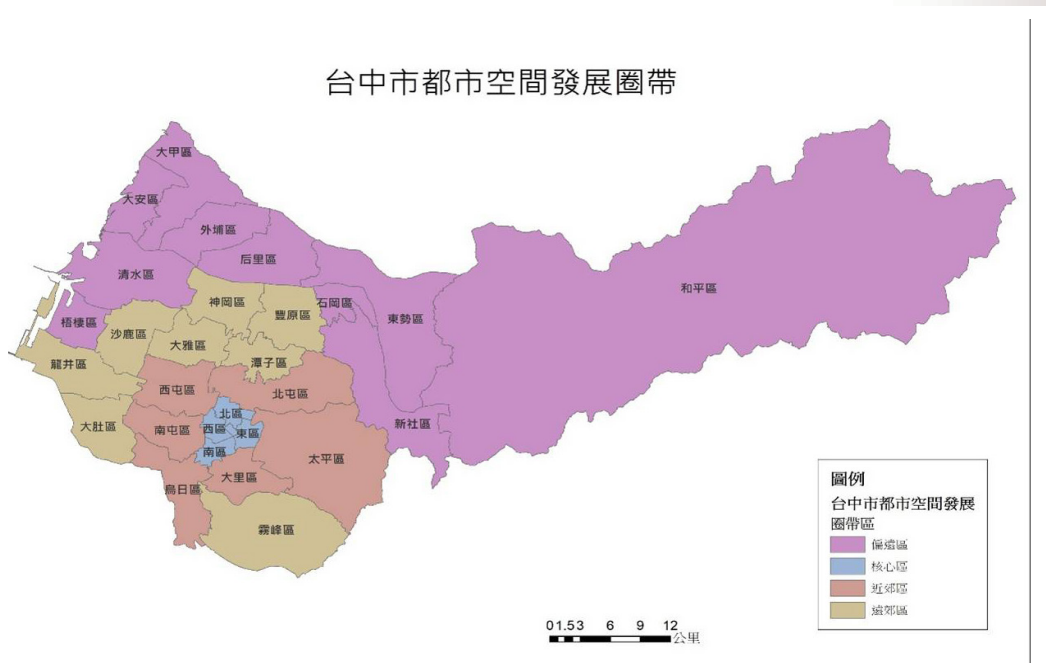 台中市都市空間發展圈帶
大甲區
大安區
外埔區
后里區
清水區
和平區
神岡區
石岡區
豐原區
東勢區
梧棲區
沙鹿區
大雅區
龍井區
潭子區
西屯區
北屯區
北區
大肚區
南屯區
西區
東區
新社區
南區
太平區
大里區
烏日區
霧峰區
圖例
台中市都市空間發展
圈帶區
偏遠區
核心區
近郊區
遠郊區
01.53 6 9 12
公里